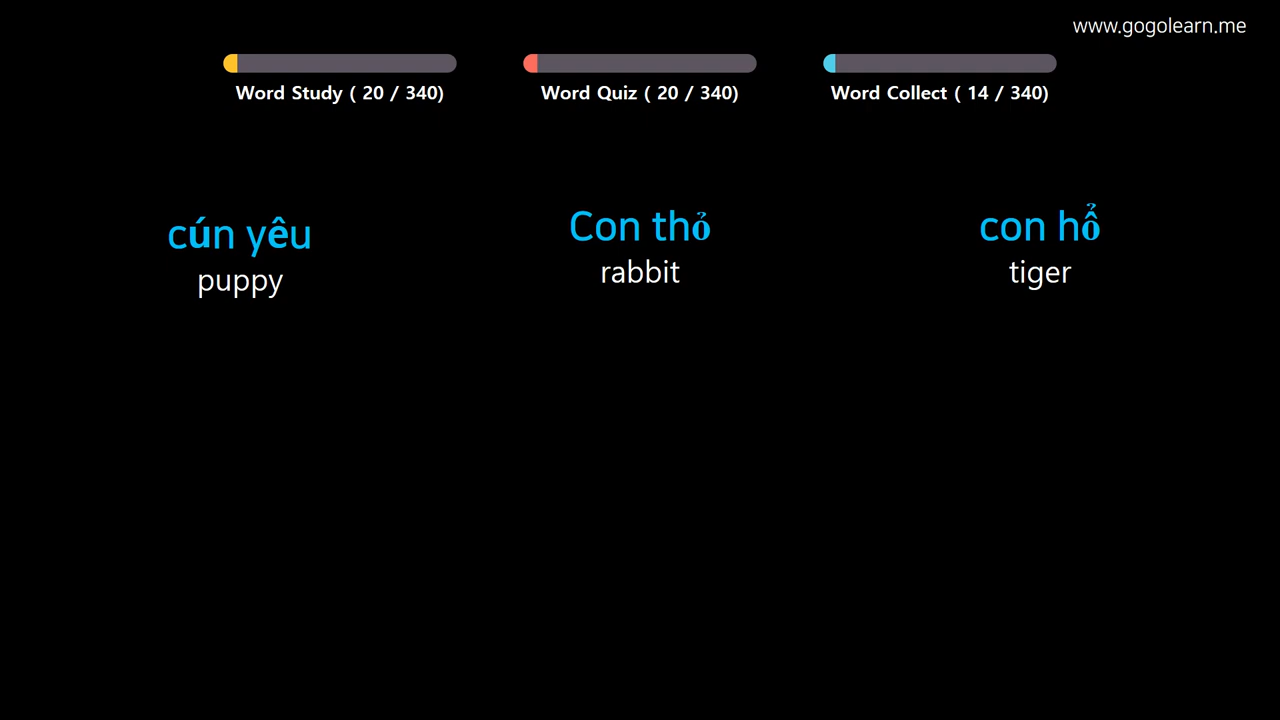 www.gogolearn.me
Word Study ( 20 / 340)
Word Quiz ( 20 / 340)
Word Collect ( 14 / 340)
cún yêu
puppy
Con thỏ
rabbit
con hổ
tiger